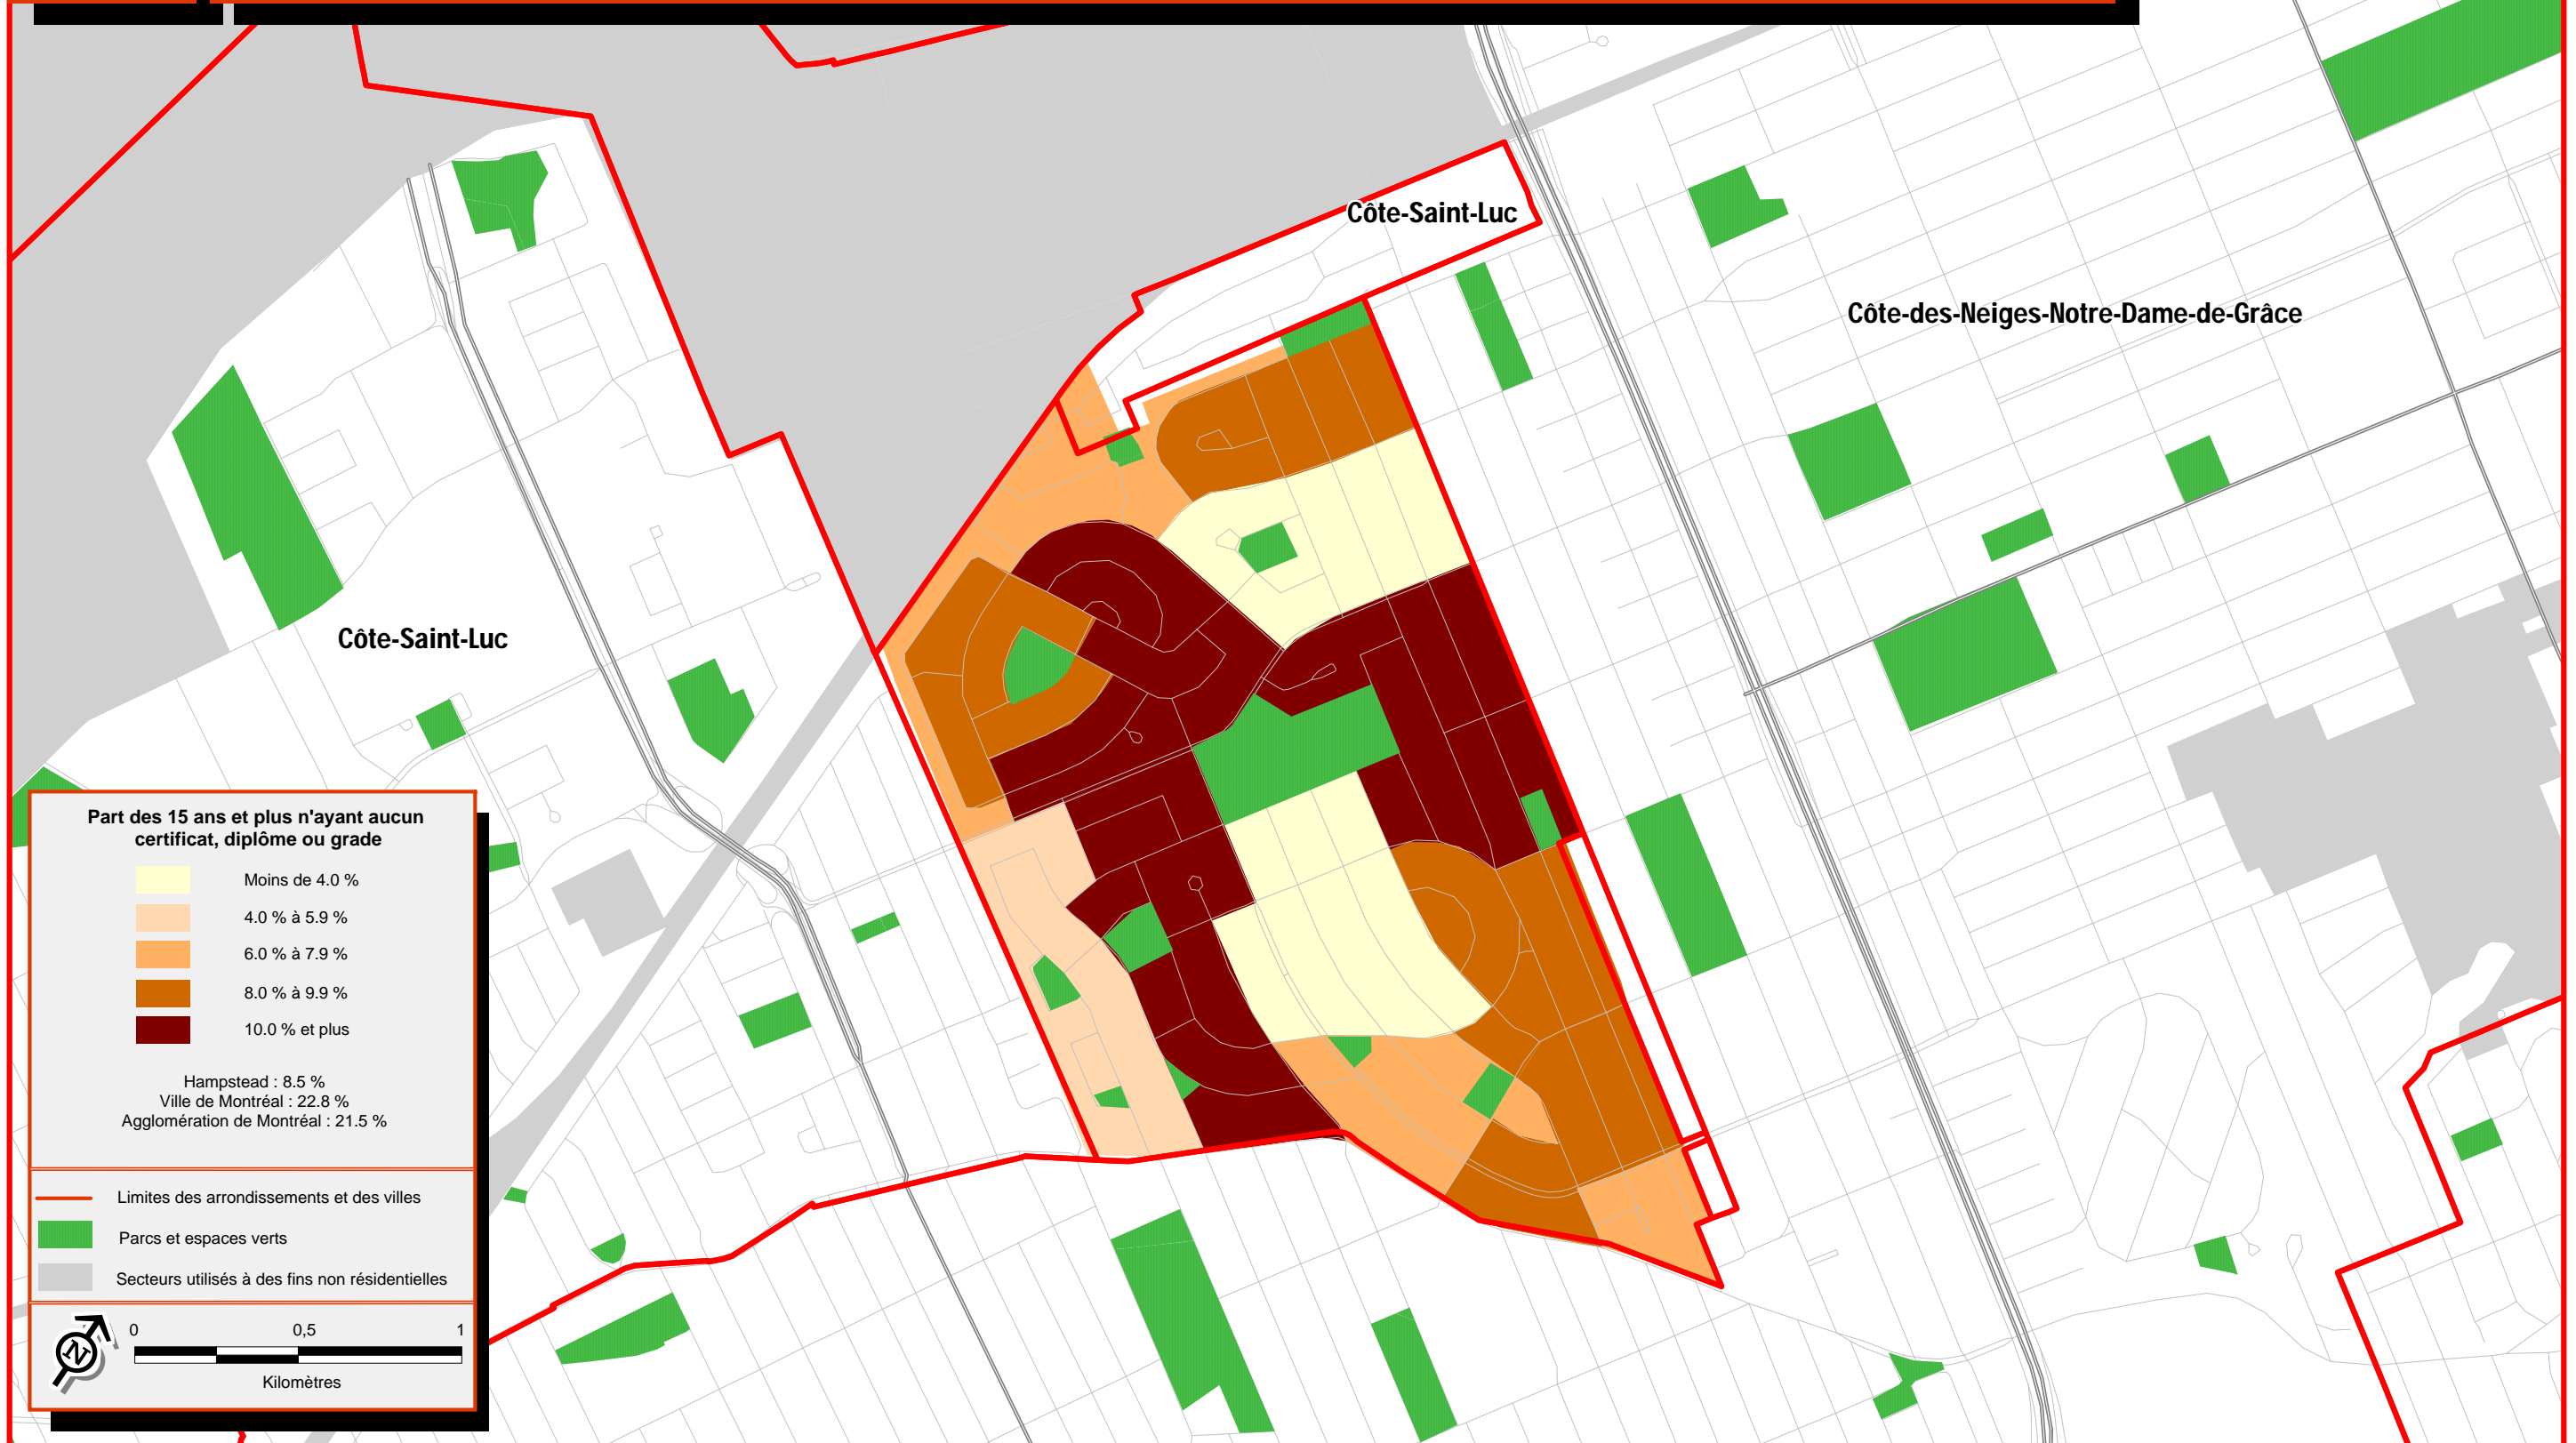 Côte-Saint-Luc
Côte-des-Neiges-Notre-Dame-de-Grâce
Côte-Saint-Luc
Part des 15 ans et plus n'ayant aucun
certificat, diplôme ou grade
Moins de 4.0 %
4.0 % à 5.9 %
6.0 % à 7.9 %
8.0 % à 9.9 %
10.0 % et plus
Hampstead : 8.5 %
Ville de Montréal : 22.8 %
Agglomération de Montréal : 21.5 %
Limites des arrondissements et des villes
Parcs et espaces verts
Secteurs utilisés à des fins non résidentielles
N
0 0,5 1
Kilomètres